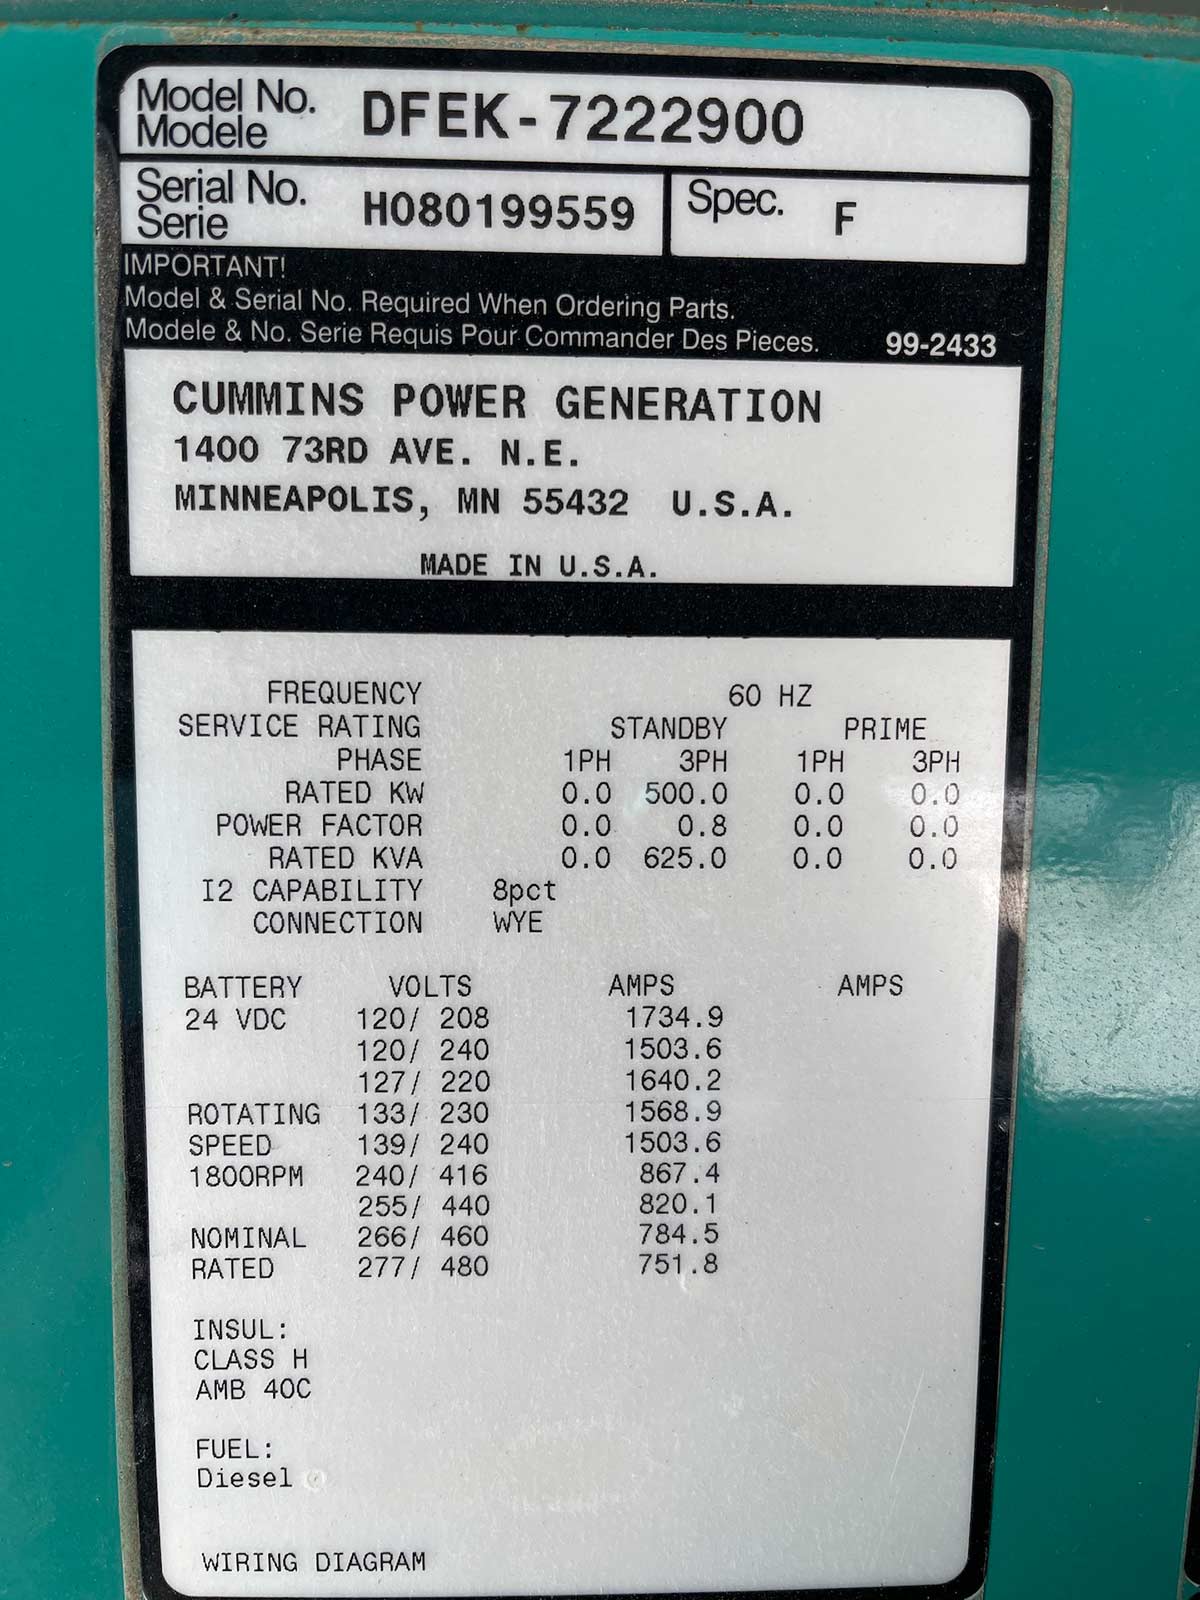 Model No. DFEK-7222900
Modele
Serial No. H080199559 Spec. F
Serie
IMPORTANT!
Model & Serial No. Required When Ordering Parts.
Modele & No. Serie Requis Pour Commander Des Pieces. 99-2433
CUMMINS POWER GENERATION
1400 73RD AVE. N.E.
MINNEAPOLIS, MN 55432 U.S.A.
MADE IN U.S.A.
FREQUENCY 60 HZ
SERVICE RATING STANDBY PRIME
PHASE 1PH 3PH 1PH 3PH
RATED KW 0.0 500.0 0.0 0.0
POWER FACTOR 0.0 0.8 0.0 0.0
RATED KVA 0.0 625.0 0.0 0.0
I2 CAPABILITY 8pct
CONNECTION WYE
BATTERY VOLTS AMPS AMPS
24 VDC 120/ 208 1734.9
120/ 240 1503.6
127/ 220 1640.2
ROTATING 133/ 230 1568.9
SPEED 139/ 240 1503.6
1800RPM 240/ 416 867.4
255/ 440 820.1
NOMINAL 266/ 460 784.5
RATED 277/ 480 751.8
INSUL:
CLASS H
AMB 40C
FUEL:
Diesel
WIRING DIAGRAM